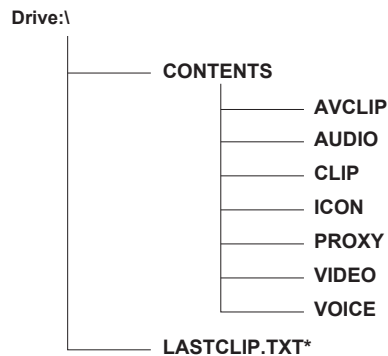 Drive:\
CONTENTS
AVCLIP
AUDIO
CLIP
ICON
PROXY
VIDEO
VOICE
LASTCLIP.TXT*